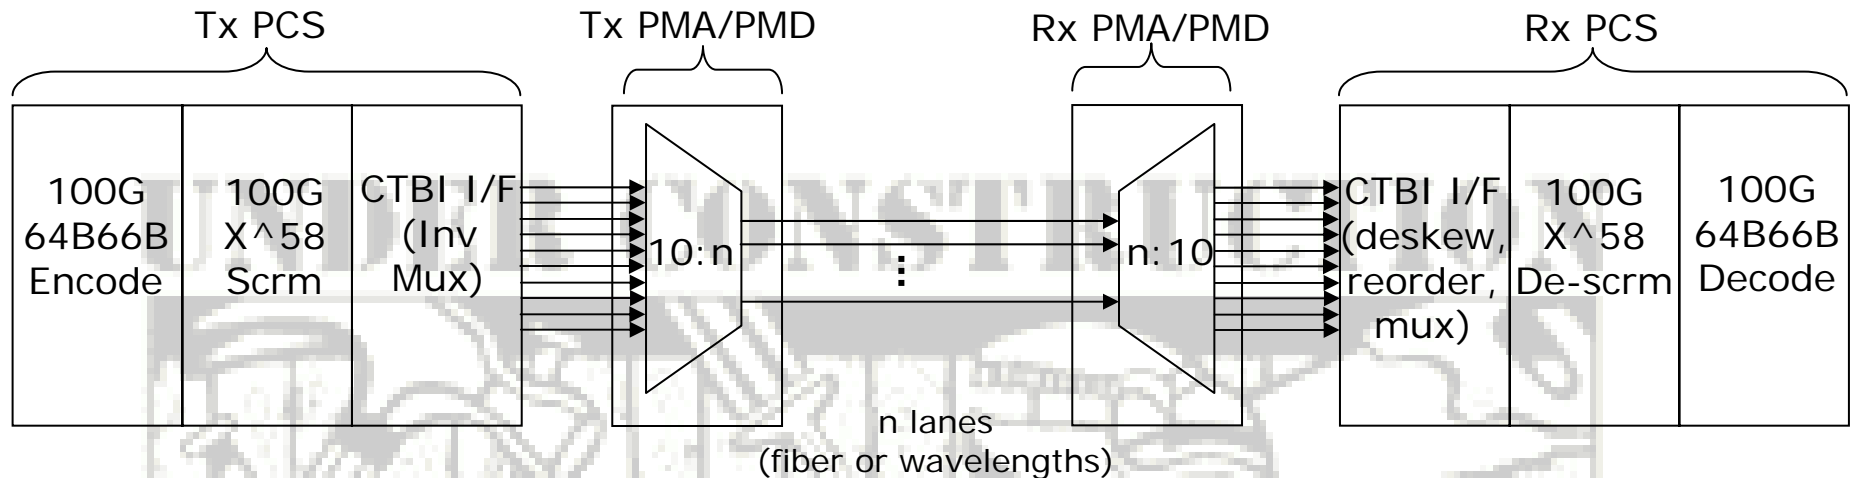 Tx PCS
Tx PMA/PMD
Rx PMA/PMD
Rx PCS
100G
64B66B
Encode
100G
X^58
Scrm
CTBI I/F
(Inv
Mux)
10:n
n:10
CTBI I/F
(deskew,
reorder,
mux)
100G
X^58
De-scrm
100G
64B66B
Decode
n lanes
(fiber or wavelengths)
UNDER CONSTRUCTION